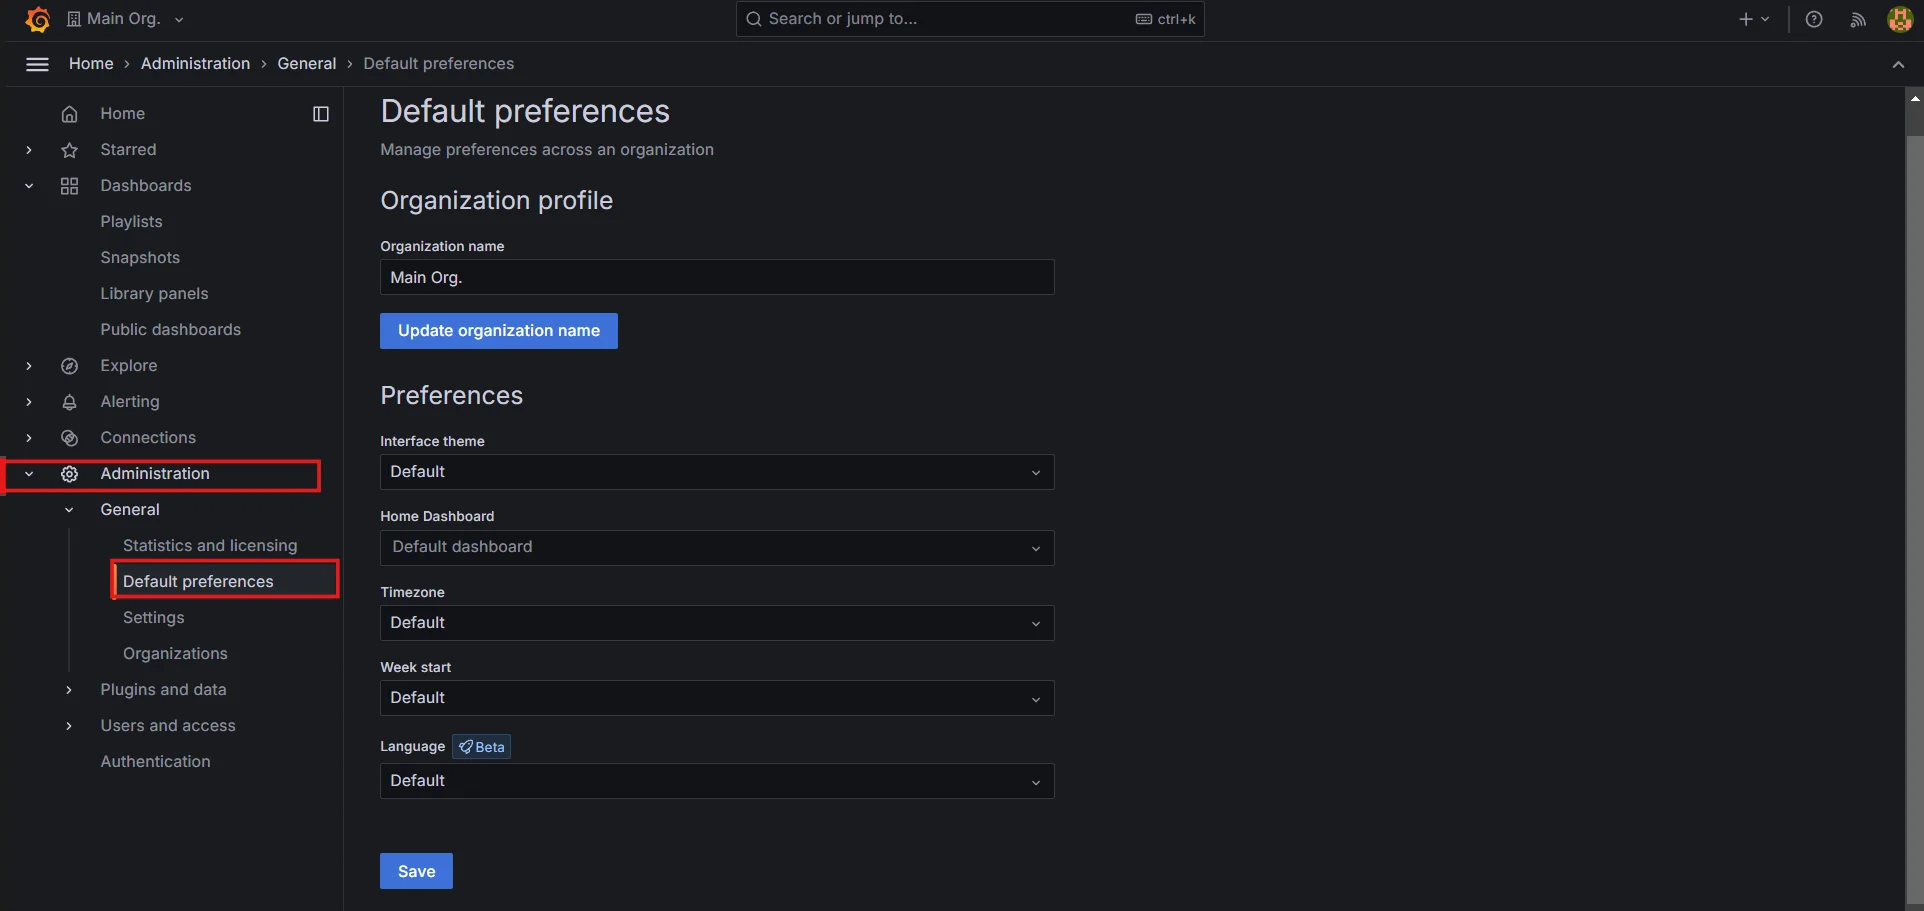 Main Org.
Search or jump to...
ctrl+k
Home
Administration
General
Default preferences
Home
Starred
Dashboards
Playlists
Snapshots
Library panels
Public dashboards
Explore
Alerting
Connections
Administration
General
Statistics and licensing
Default preferences
Settings
Organizations
Plugins and data
Users and access
Authentication
Default preferences
Manage preferences across an organization
Organization profile
Organization name
Main Org.
Update organization name
Preferences
Interface theme
Default
Home Dashboard
Default dashboard
Timezone
Default
Week start
Default
Language Beta
Default
Save